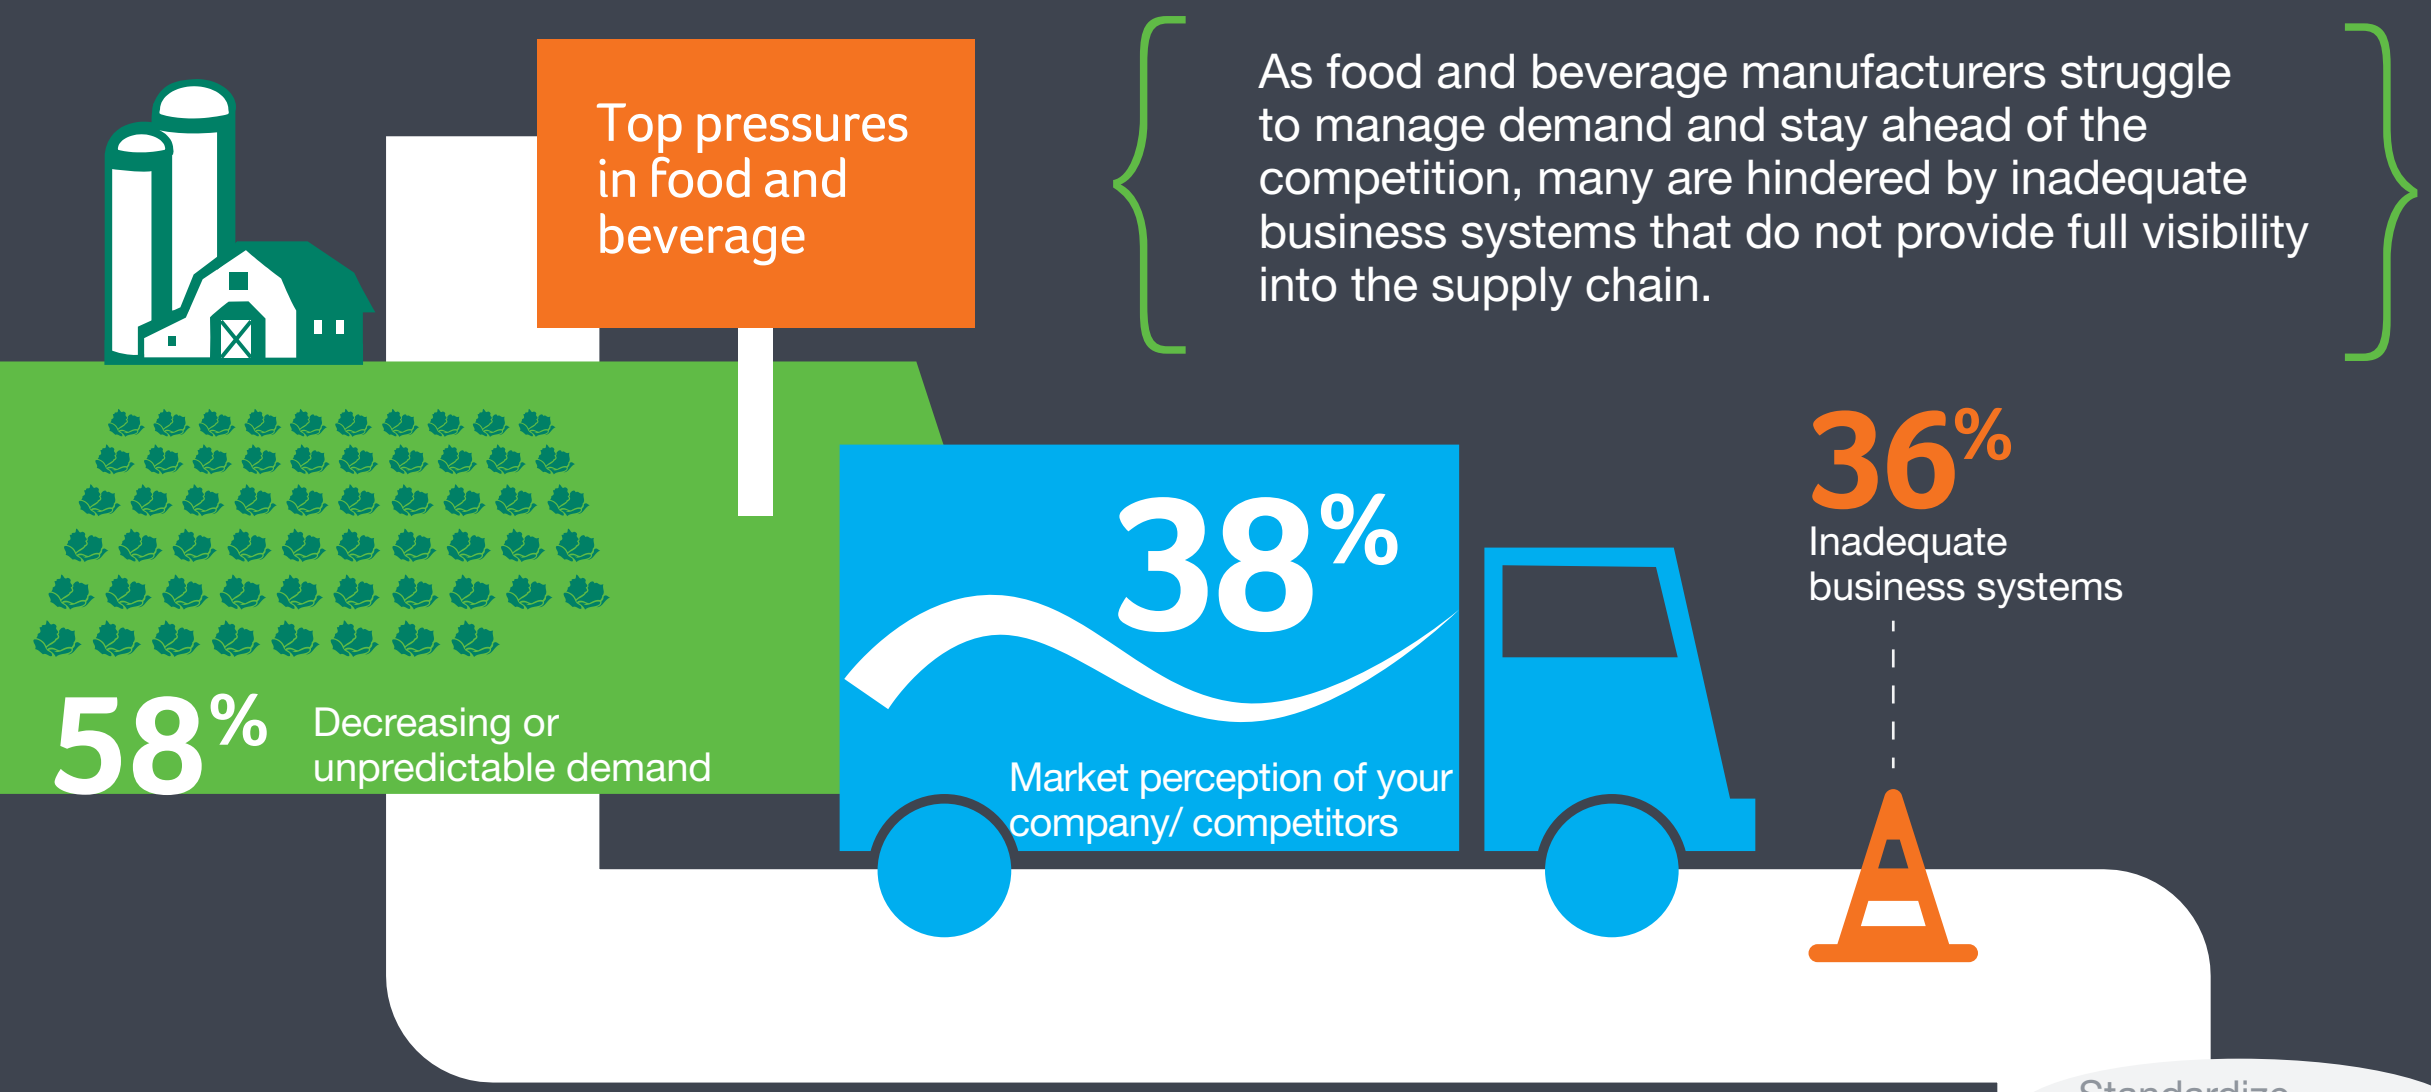 Top pressures
in food and
beverage
As food and beverage manufacturers struggle
to manage demand and stay ahead of the
competition, many are hindered by inadequate
business systems that do not provide full visibility
into the supply chain.
58%
Decreasing or
unpredictable demand
38%
Market perception of your
company/ competitors
36%
Inadequate
business systems
Standardize